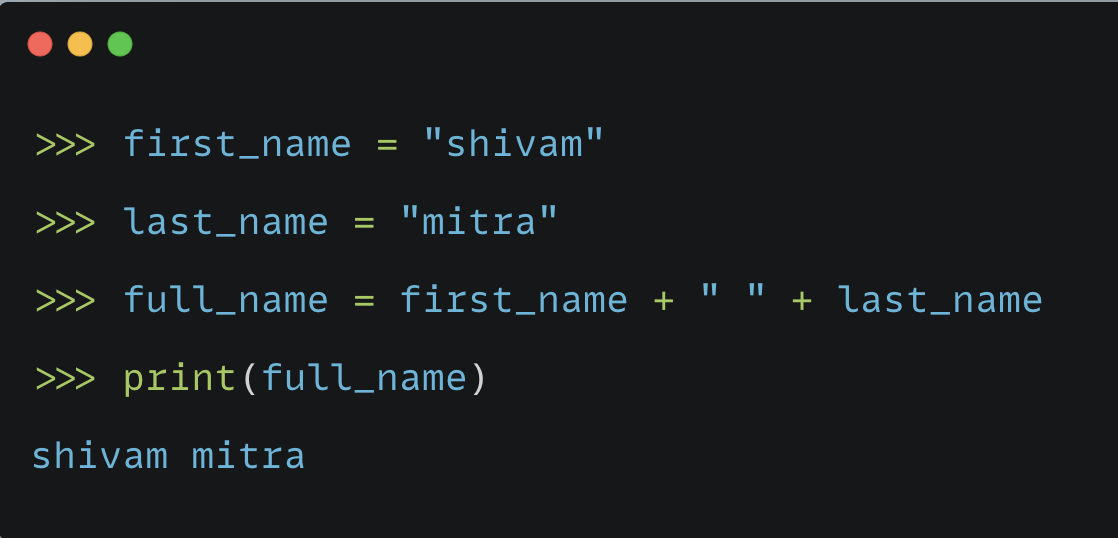 >>> first_name = "shivam"
>>> last_name = "mitra"
>>> full_name = first_name + " " + last_name
>>> print(full_name)
shivam mitra